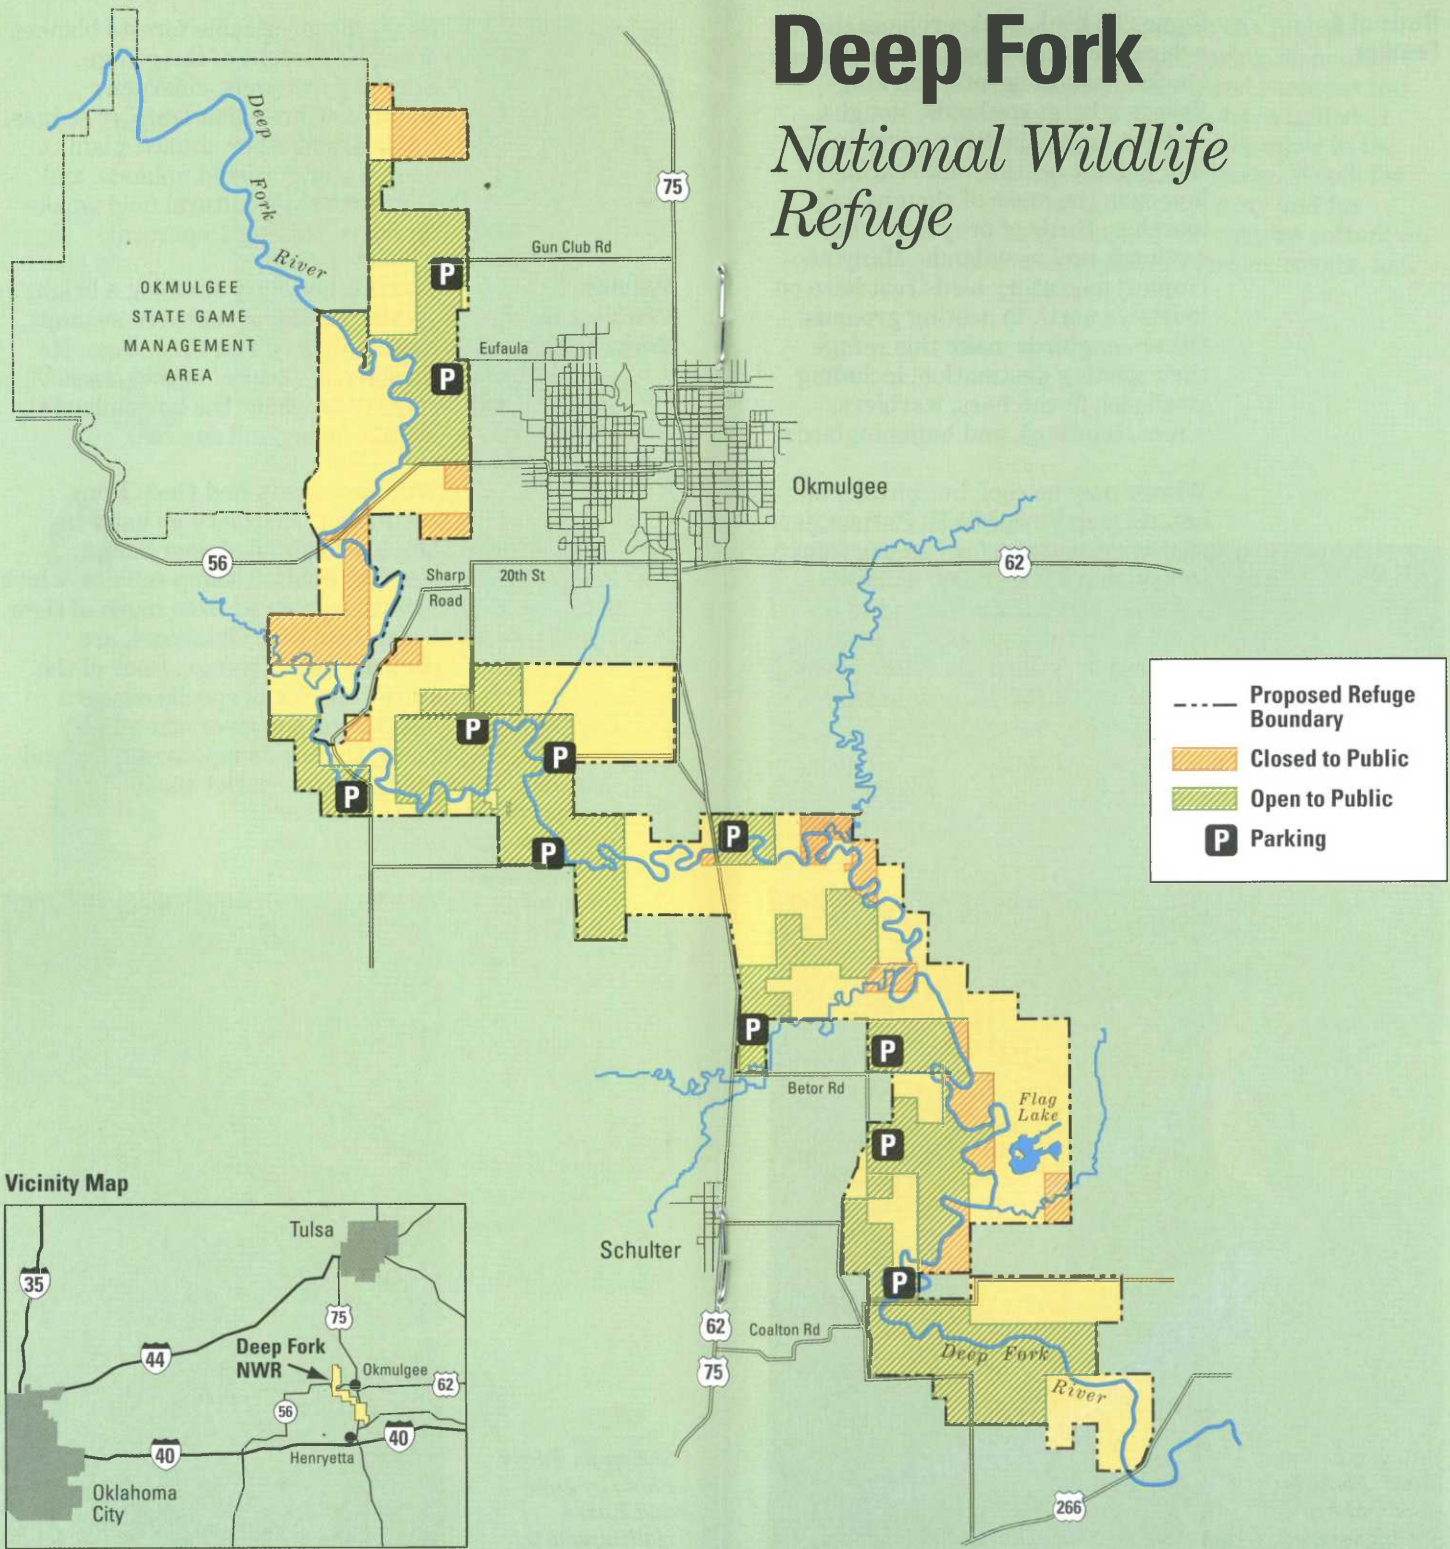 Deep Fork
National Wildlife
Refuge
Deep
Fork
River
75
Gun Club Rd
P
OKMULGEE
STATE GAME
MANAGEMENT
AREA
Eufaula
P
Okmulgee
56
Sharp
Road
20th St
62
Proposed Refuge
Boundary
Closed to Public
Open to Public
P Parking
P
P
P
P
P
P
P
Betor Rd
Flag
Lake
P
Schulter
P
62
Coalton Rd
75
Deep Fork
River
266
Vicinity Map
Tulsa
35
75
44
Deep Fork
NWR
Okmulgee
62
56
40
40
Henryetta
Oklahoma
City